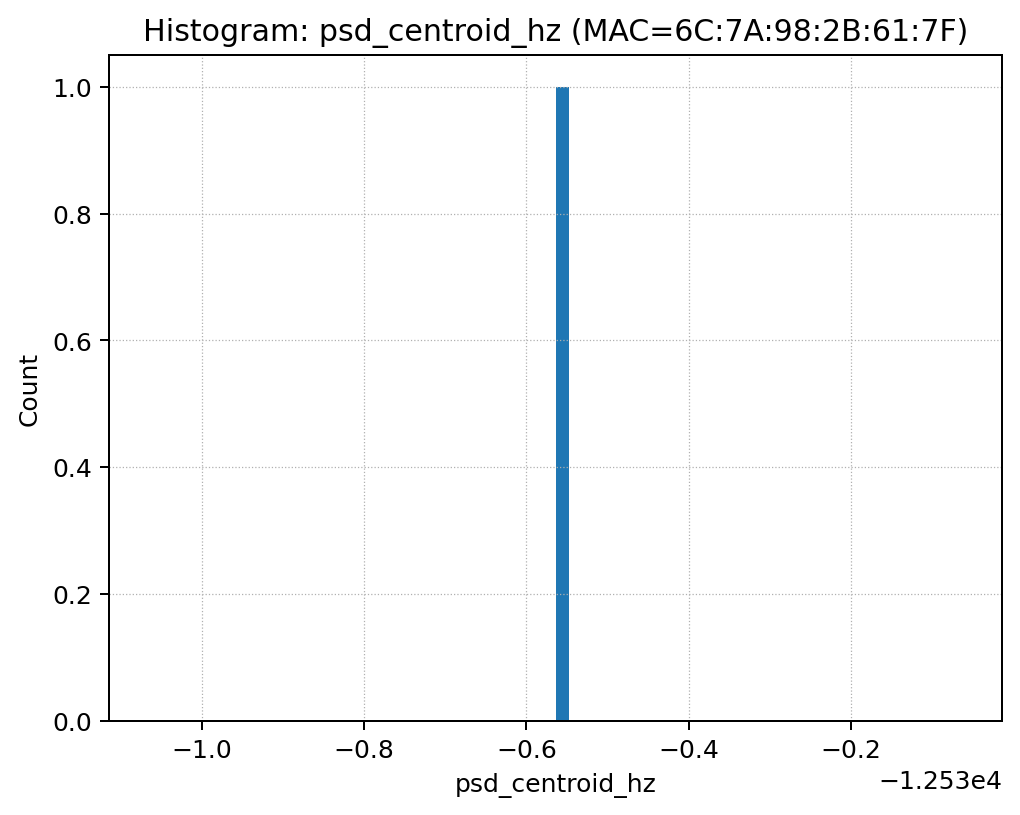 Histogram: psd_centroid_hz (MAC=6C:7A:98:2B:61:7F)
1.0
0.8
0.6
0.4
0.2
0.0
Count
−1.0
−0.8
−0.6
−0.4
−0.2
−1.253e4
psd_centroid_hz